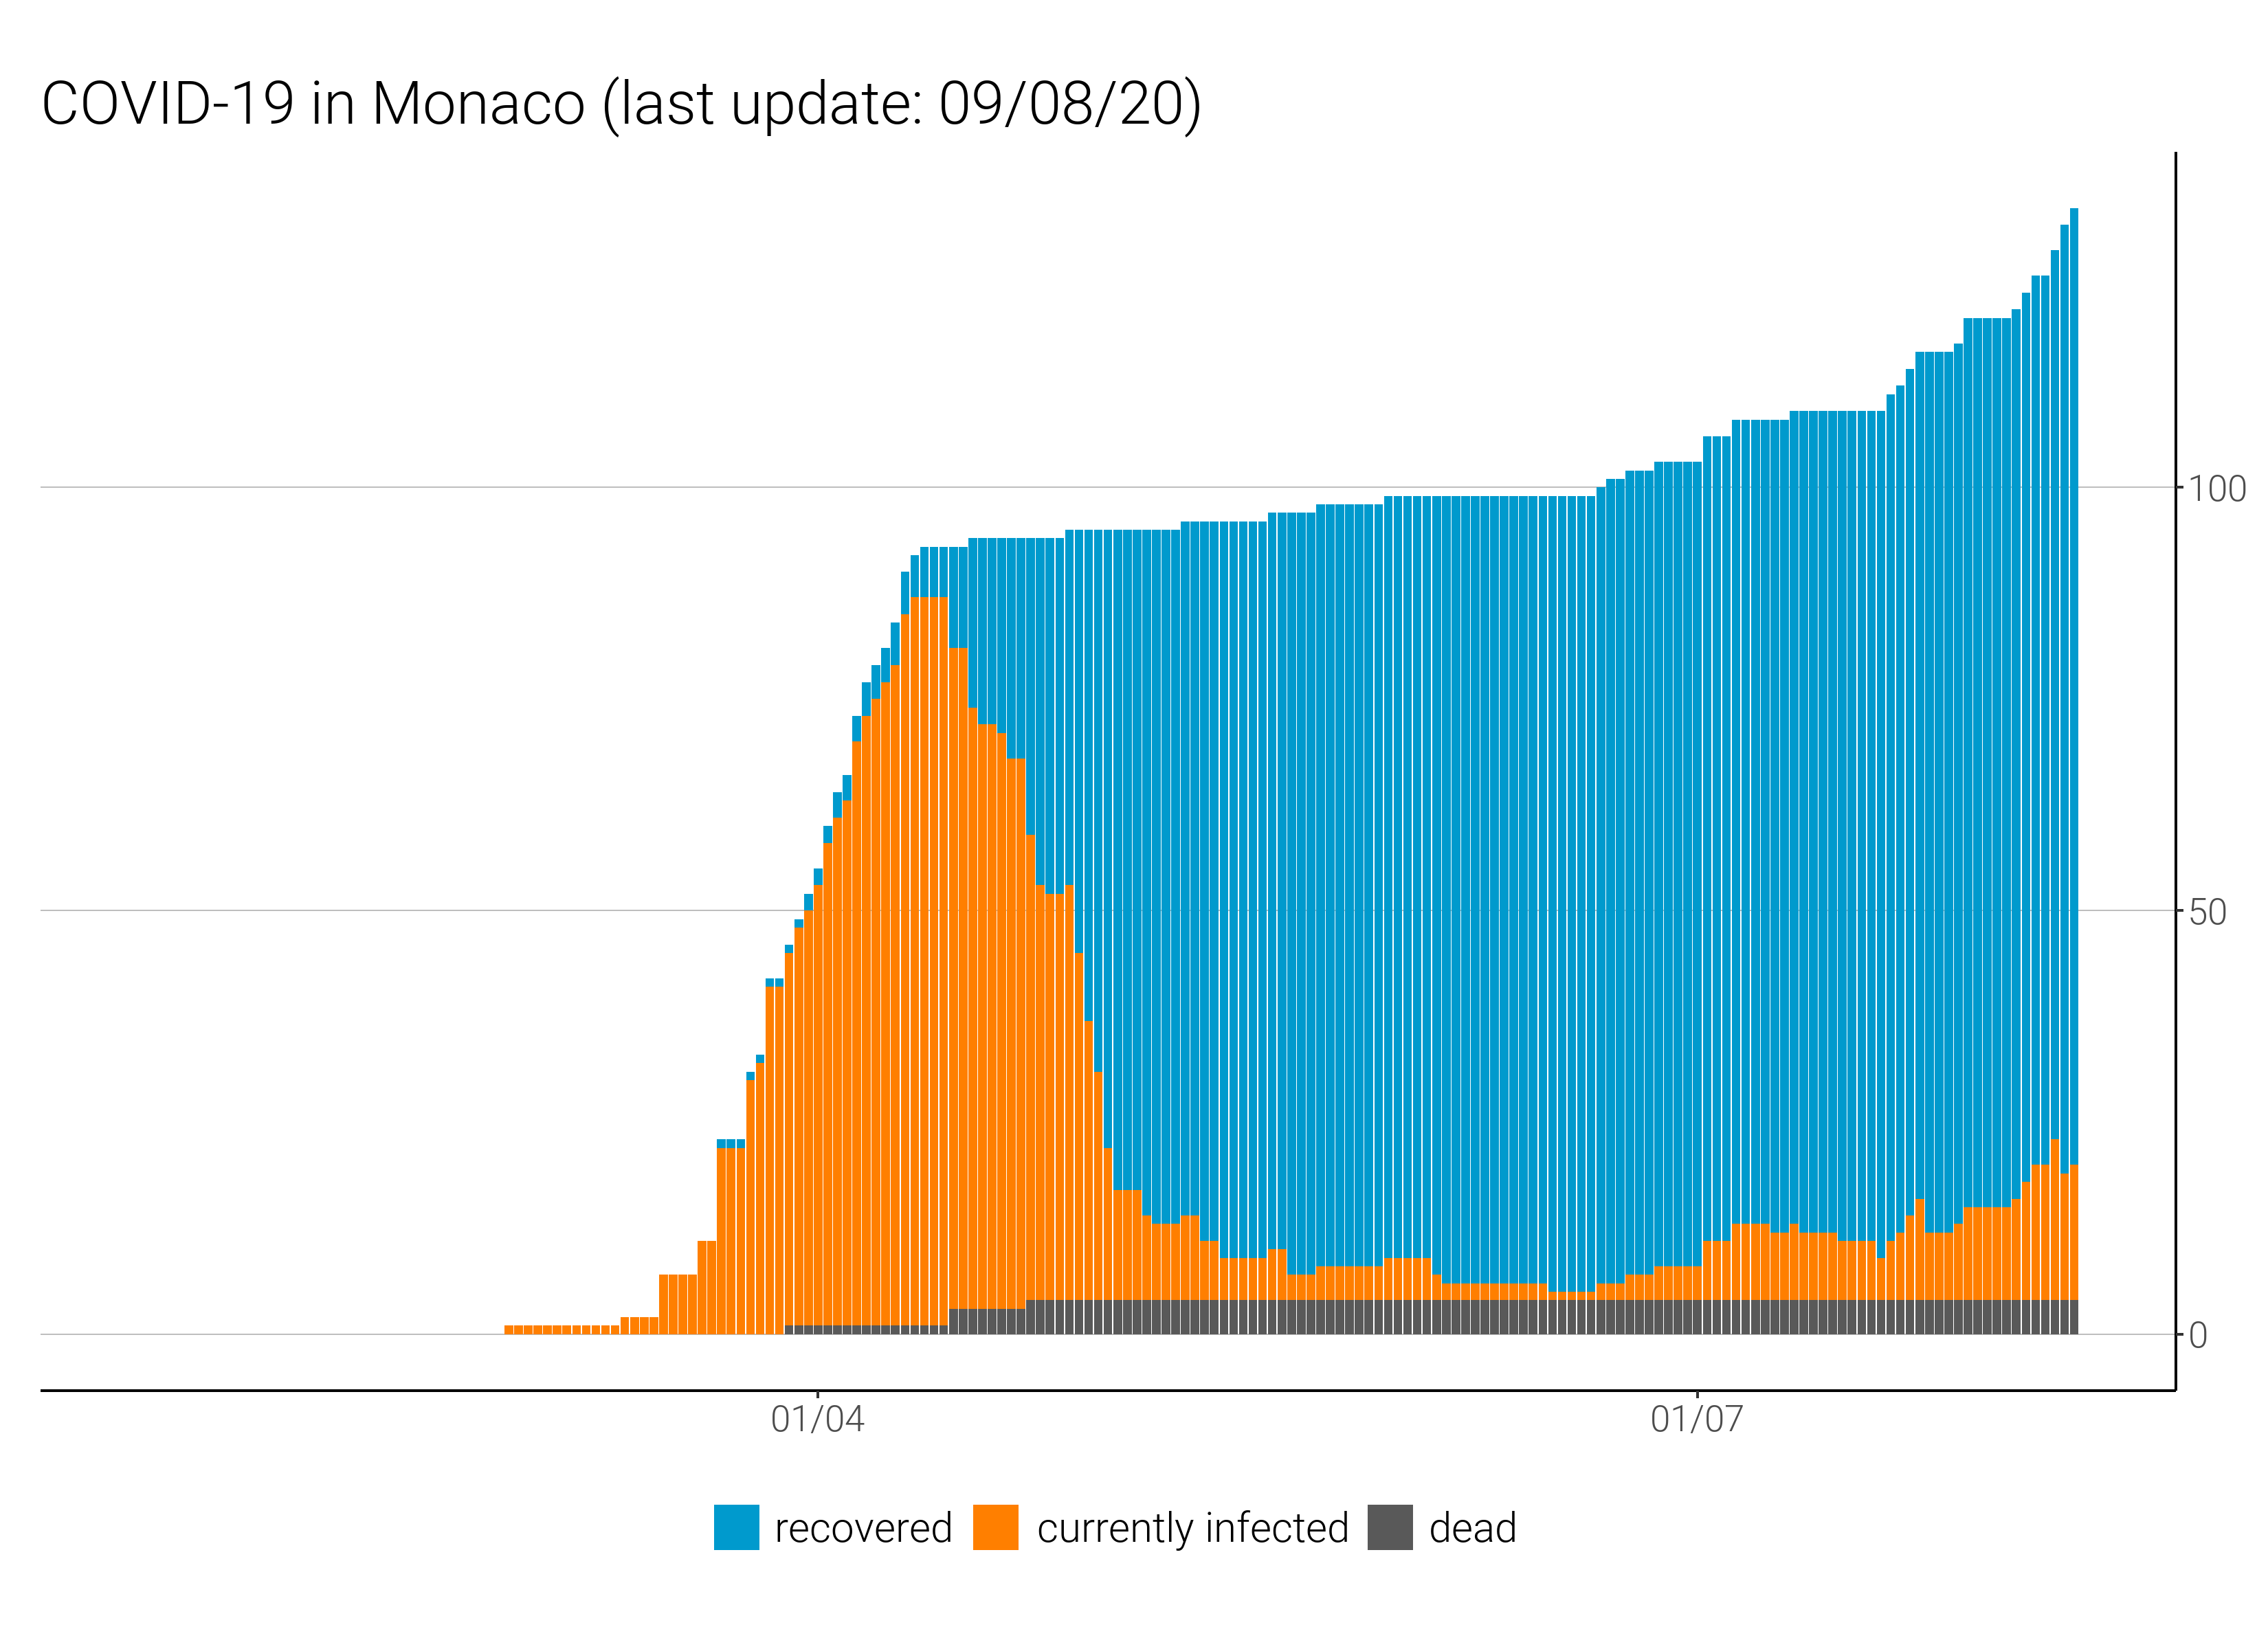 COVID-19 in Monaco (last update: 09/08/20)
100
50
0
01/04 01/07
recovered currently infected dead